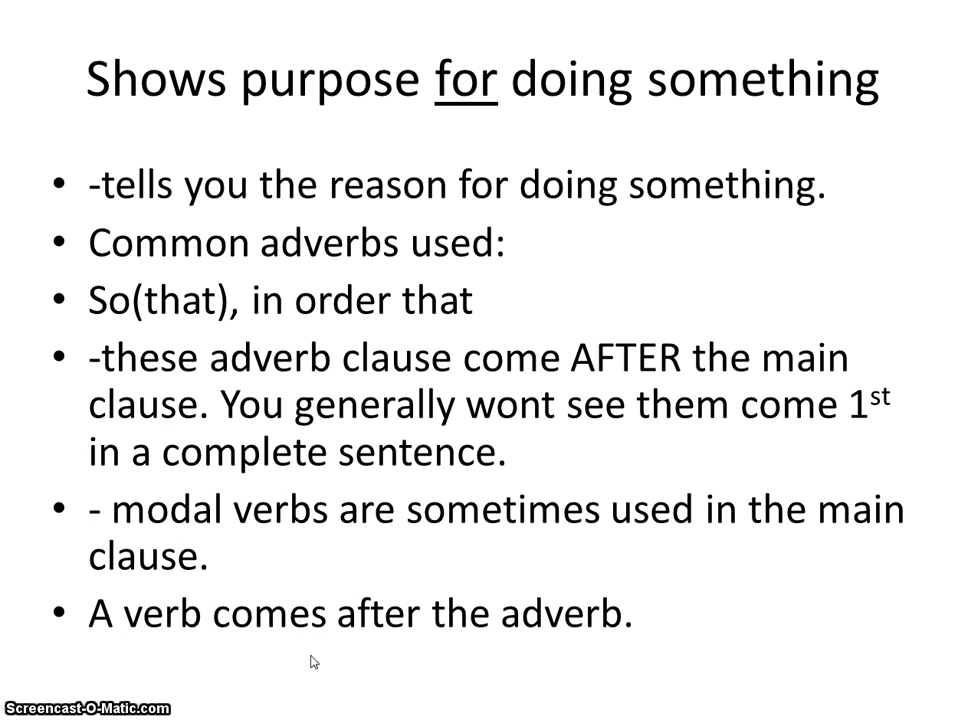 Shows purpose for doing something
• -tells you the reason for doing something.
• Common adverbs used:
• So(that), in order that
• -these adverb clause come AFTER the main
clause. You generally wont see them come 1st
in a complete sentence.
• - modal verbs are sometimes used in the main
clause.
• A verb comes after the adverb.
Screencast-O-Matic.com